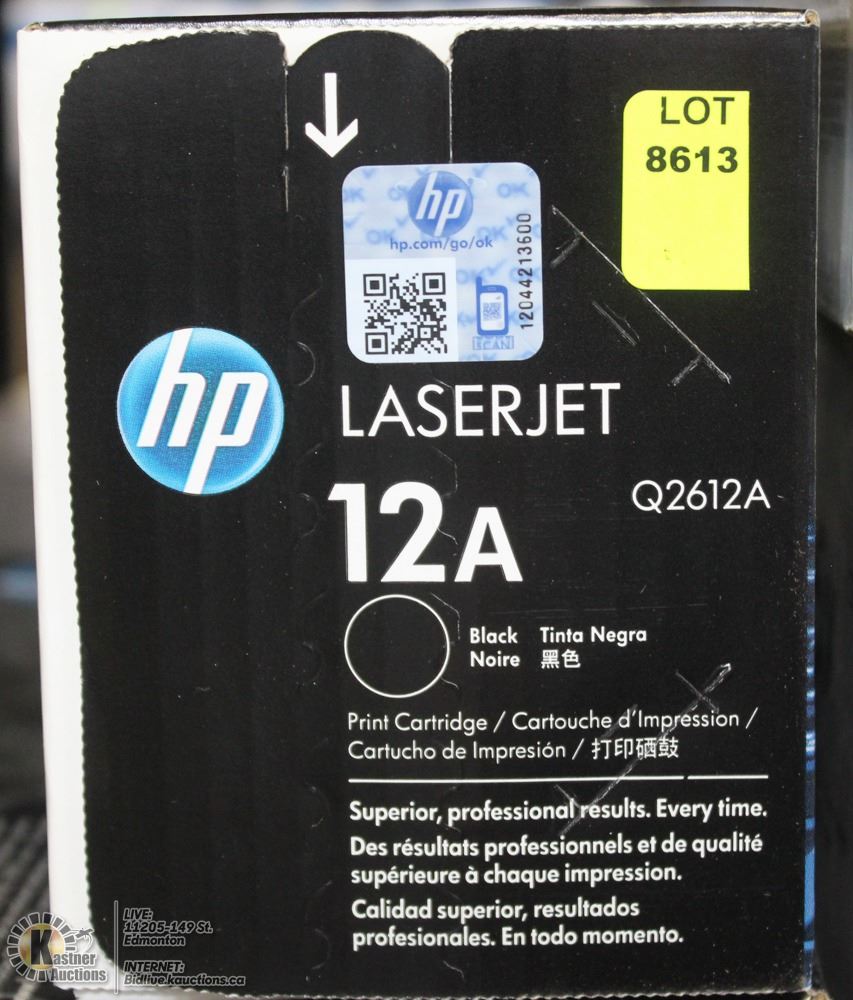 LOT
8613
hp
hp.com/go/ok
12044213600
SCAN
OK
hp
LASERJET
12A
Q2612A
Black Tinta Negra
Noire 黑色
Print Cartridge / Cartouche d'Impression /
Cartucho de Impresión / 打印硒鼓
Superior, professional results. Every time.
Des résultats professionnels et de qualité
supérieure à chaque impression.
Calidad superior, resultados
profesionales. En todo momento.
Kastner
Auctions
LIVE:
11205-149 St.
Edmonton
INTERNET:
Bidlive.kauctions.ca